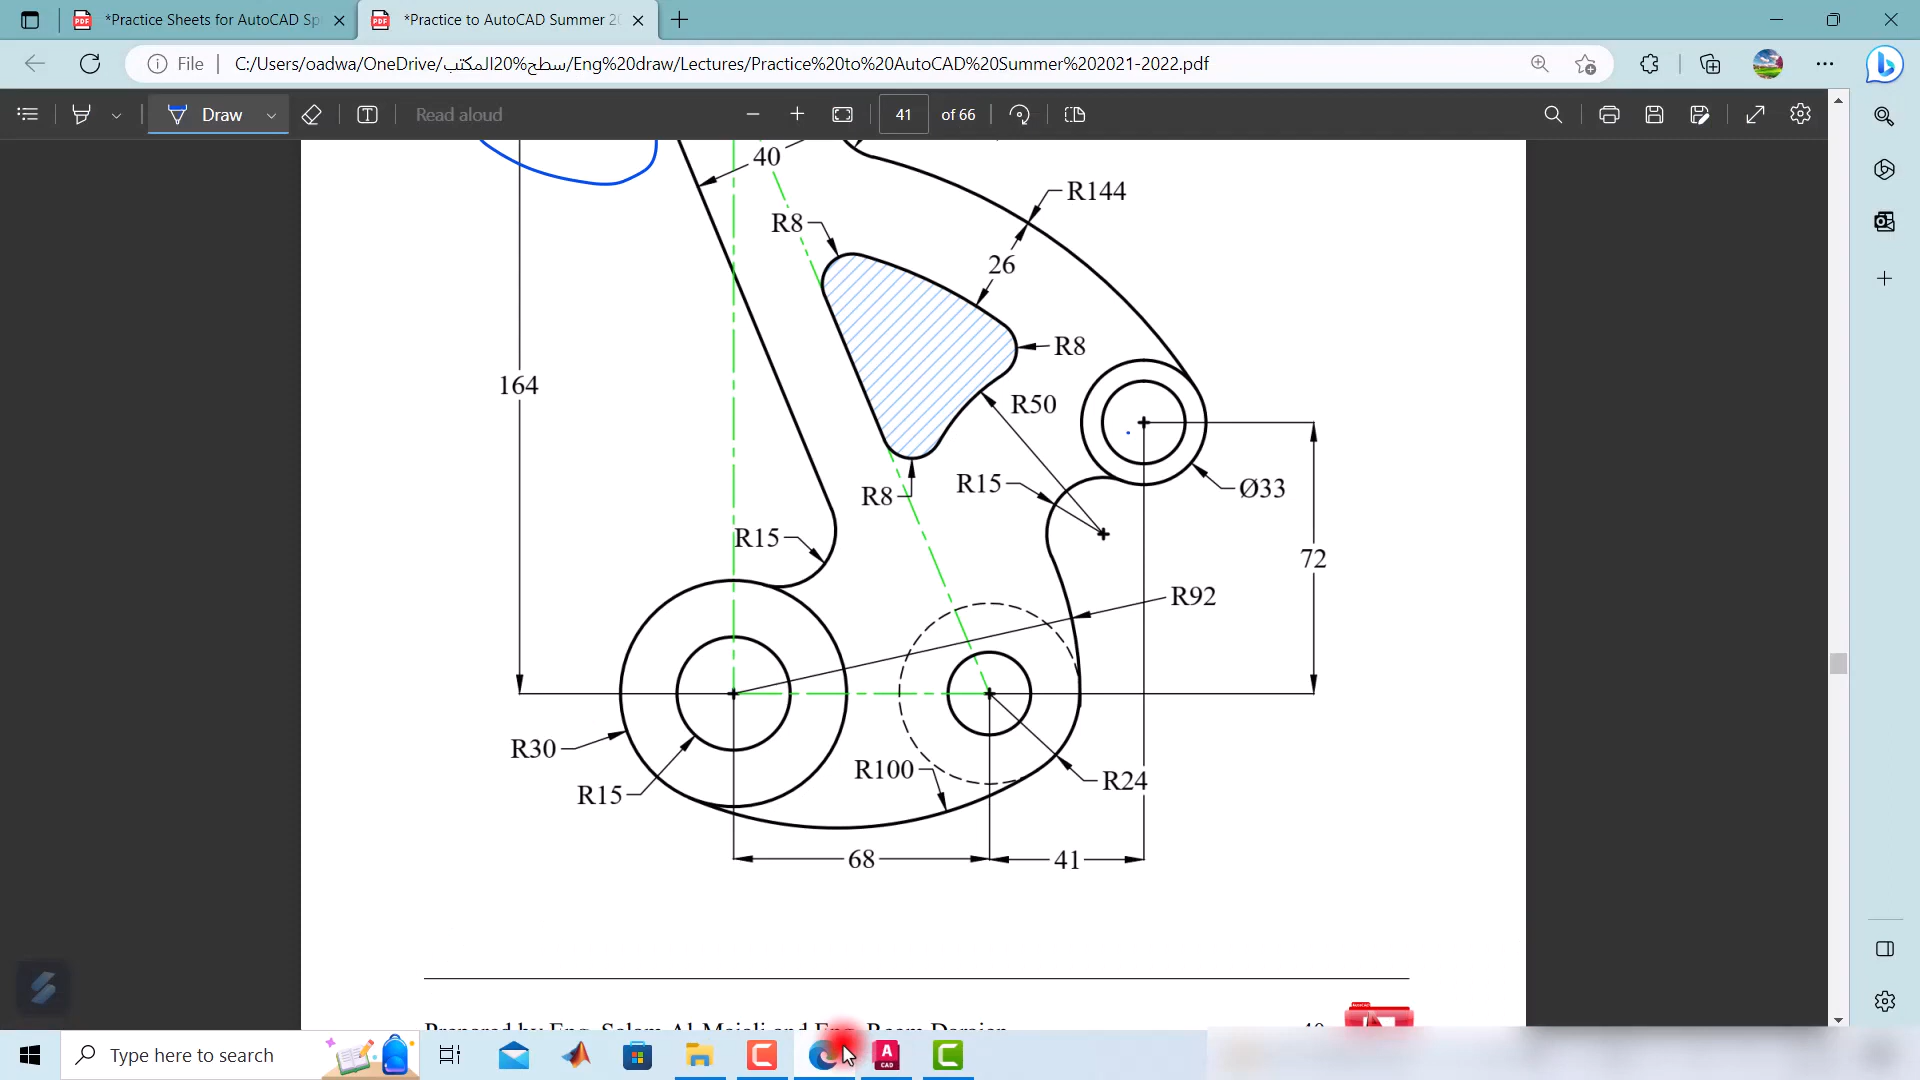 *Practice Sheets for AutoCAD Sp
*Practice to AutoCAD Summer 20
File
C:/Users/oadwa/OneDrive/سطح%20المكتب/Eng%20draw/Lectures/Practice%20to%20AutoCAD%20Summer%202021-2022.pdf
Draw
Read aloud
41
of 66
40
R144
R8
26
R8
164
R50
R15
R8
Ø33
R15
72
R92
R30
R100
R24
R15
68
41
Type here to search
A
CAD